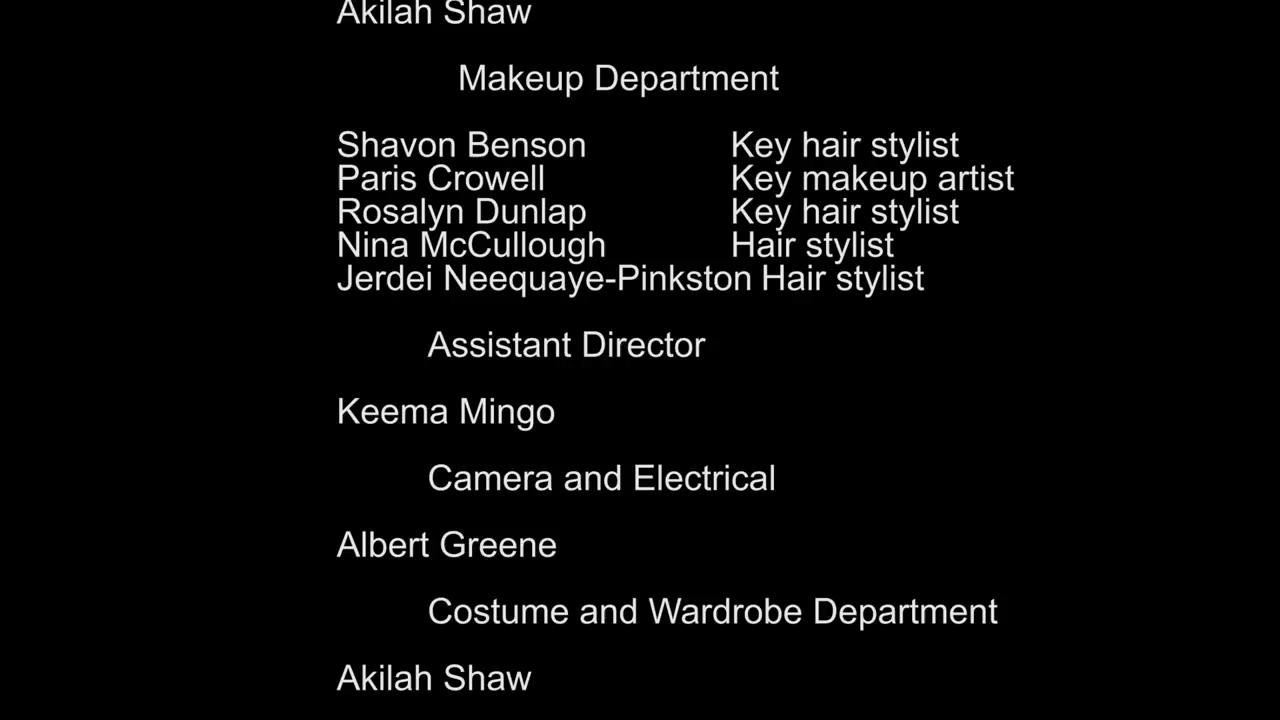 Akilah Shaw
Makeup Department
Shavon Benson Key hair stylist
Paris Crowell Key makeup artist
Rosalyn Dunlap Key hair stylist
Nina McCullough Hair stylist
Jerdei Neequaye-Pinkston Hair stylist
Assistant Director
Keema Mingo
Camera and Electrical
Albert Greene
Costume and Wardrobe Department
Akilah Shaw